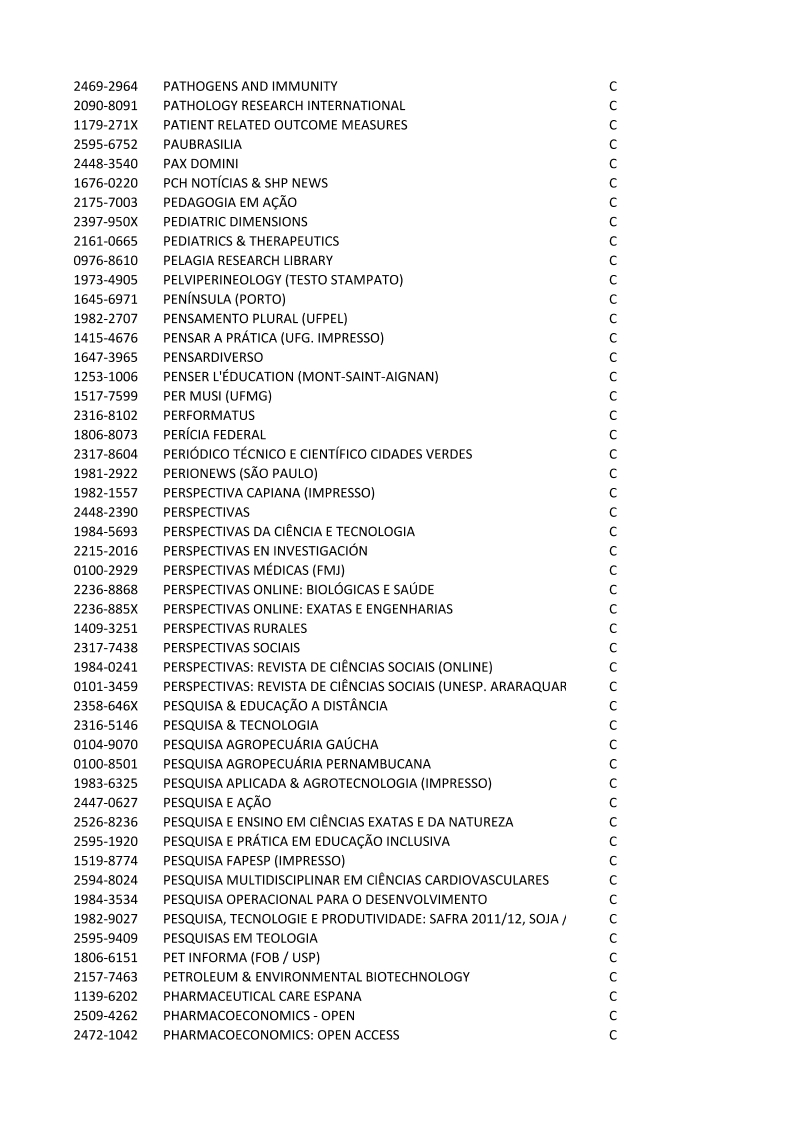 2469-2964 PATHOGENS AND IMMUNITY C
2090-8091 PATHOLOGY RESEARCH INTERNATIONAL C
1179-271X PATIENT RELATED OUTCOME MEASURES C
2595-6752 PAUBRASILIA C
2448-3540 PAX DOMINI C
1676-0220 PCH NOTÍCIAS & SHP NEWS C
2175-7003 PEDAGOGIA EM AÇÃO C
2397-950X PEDIATRIC DIMENSIONS C
2161-0665 PEDIATRICS & THERAPEUTICS C
0976-8610 PELAGIA RESEARCH LIBRARY C
1973-4905 PELVIPERINEOLOGY (TESTO STAMPATO) C
1645-6971 PENÍNSULA (PORTO) C
1982-2707 PENSAMENTO PLURAL (UFPEL) C
1415-4676 PENSAR A PRÁTICA (UFG. IMPRESSO) C
1647-3965 PENSARDIVERSO C
1253-1006 PENSER L'ÉDUCATION (MONT-SAINT-AIGNAN) C
1517-7599 PER MUSI (UFMG) C
2316-8102 PERFORMATUS C
1806-8073 PERÍCIA FEDERAL C
2317-8604 PERIÓDICO TÉCNICO E CIENTÍFICO CIDADES VERDES C
1981-2922 PERIONEWS (SÃO PAULO) C
1982-1557 PERSPECTIVA CAPIANA (IMPRESSO) C
2448-2390 PERSPECTIVAS C
1984-5693 PERSPECTIVAS DA CIÊNCIA E TECNOLOGIA C
2215-2016 PERSPECTIVAS EN INVESTIGACIÓN C
0100-2929 PERSPECTIVAS MÉDICAS (FMJ) C
2236-8868 PERSPECTIVAS ONLINE: BIOLÓGICAS E SAÚDE C
2236-885X PERSPECTIVAS ONLINE: EXATAS E ENGENHARIAS C
1409-3251 PERSPECTIVAS RURALES C
2317-7438 PERSPECTIVAS SOCIAIS C
1984-0241 PERSPECTIVAS: REVISTA DE CIÊNCIAS SOCIAIS (ONLINE) C
0101-3459 PERSPECTIVAS: REVISTA DE CIÊNCIAS SOCIAIS (UNESP. ARARAQUAR C
2358-646X PESQUISA & EDUCAÇÃO A DISTÂNCIA C
2316-5146 PESQUISA & TECNOLOGIA C
0104-9070 PESQUISA AGROPECUÁRIA GAÚCHA C
0100-8501 PESQUISA AGROPECUÁRIA PERNAMBUCANA C
1983-6325 PESQUISA APLICADA & AGROTECNOLOGIA (IMPRESSO) C
2447-0627 PESQUISA E AÇÃO C
2526-8236 PESQUISA E ENSINO EM CIÊNCIAS EXATAS E DA NATUREZA C
2595-1920 PESQUISA E PRÁTICA EM EDUCAÇÃO INCLUSIVA C
1519-8774 PESQUISA FAPESP (IMPRESSO) C
2594-8024 PESQUISA MULTIDISCIPLINAR EM CIÊNCIAS CARDIOVASCULARES C
1984-3534 PESQUISA OPERACIONAL PARA O DESENVOLVIMENTO C
1982-9027 PESQUISA, TECNOLOGIE E PRODUTIVIDADE: SAFRA 2011/12, SOJA / C
2595-9409 PESQUISAS EM TEOLOGIA C
1806-6151 PET INFORMA (FOB / USP) C
2157-7463 PETROLEUM & ENVIRONMENTAL BIOTECHNOLOGY C
1139-6202 PHARMACEUTICAL CARE ESPANA C
2509-4262 PHARMACOECONOMICS - OPEN C
2472-1042 PHARMACOECONOMICS: OPEN ACCESS C